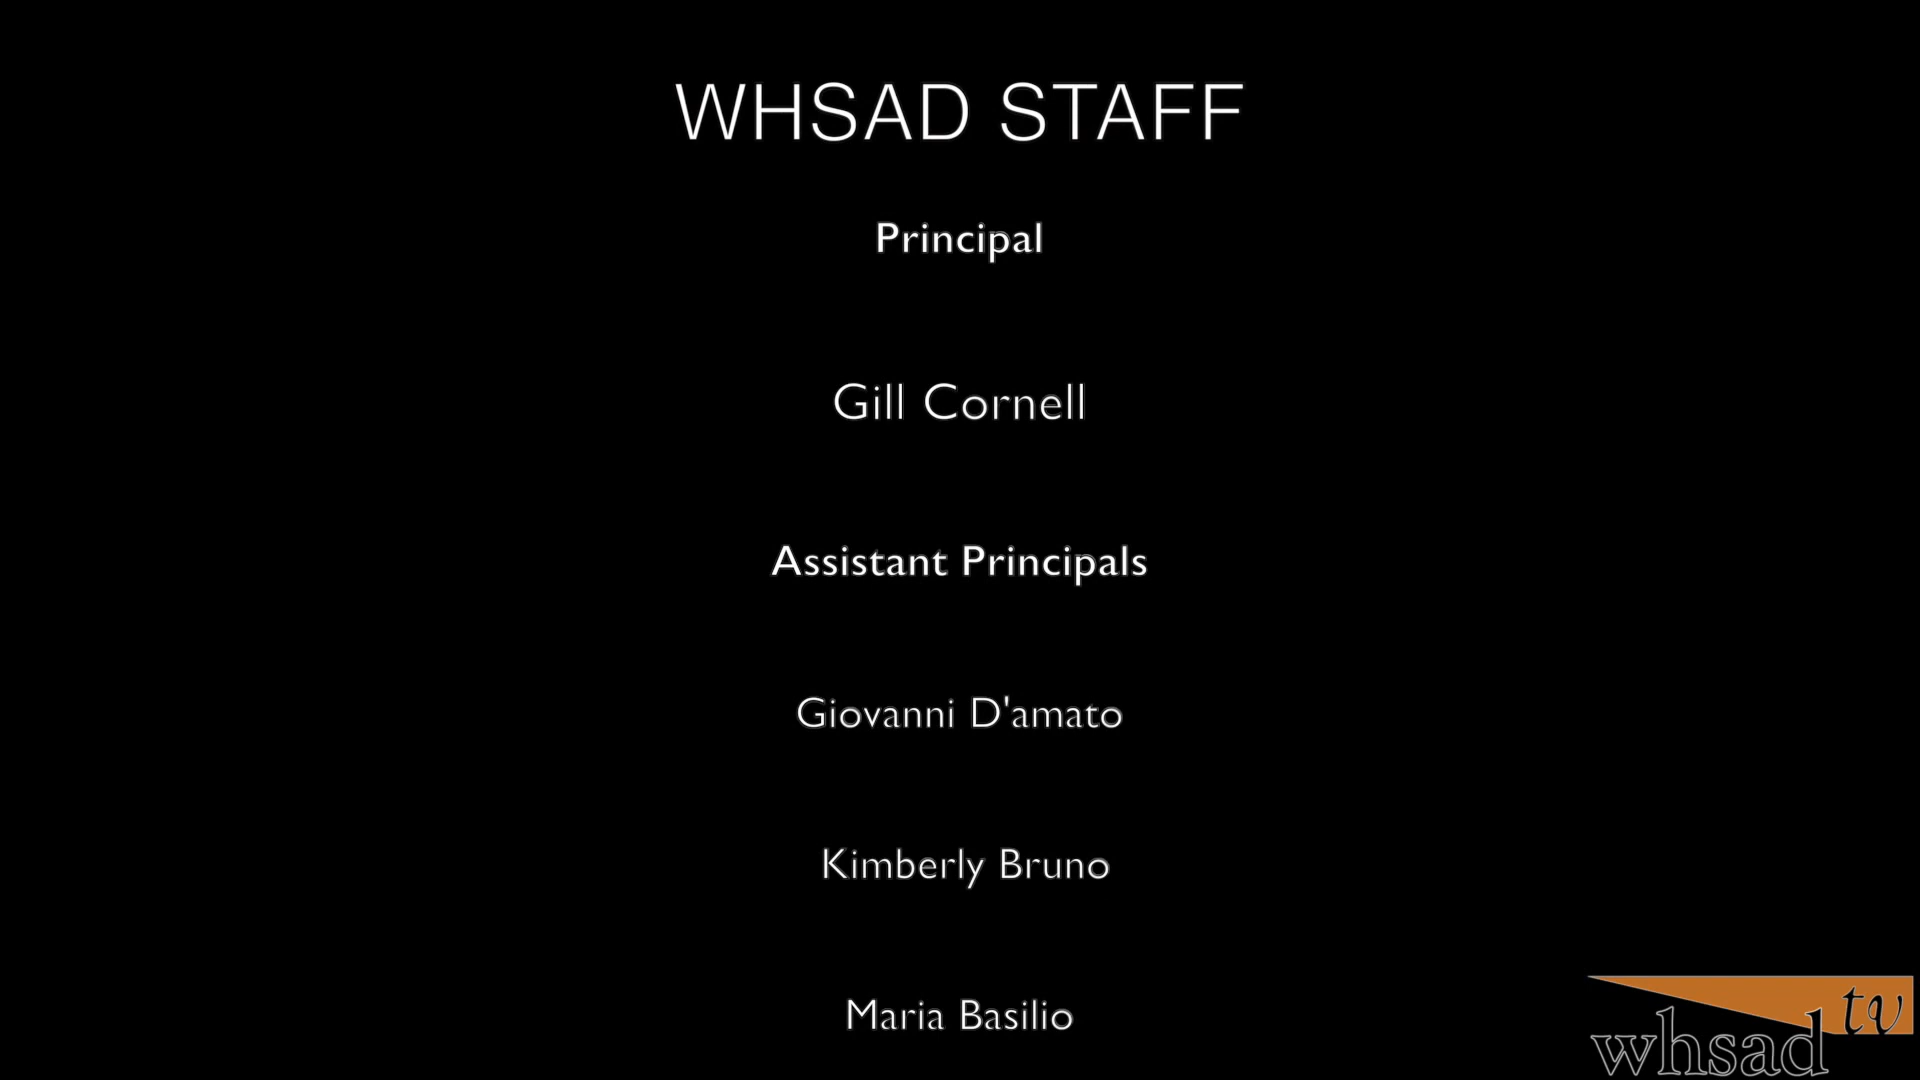 WHSAD STAFF
Principal
Gill Cornell
Assistant Principals
Giovanni D'amato
Kimberly Bruno
Maria Basilio
tv
whsad